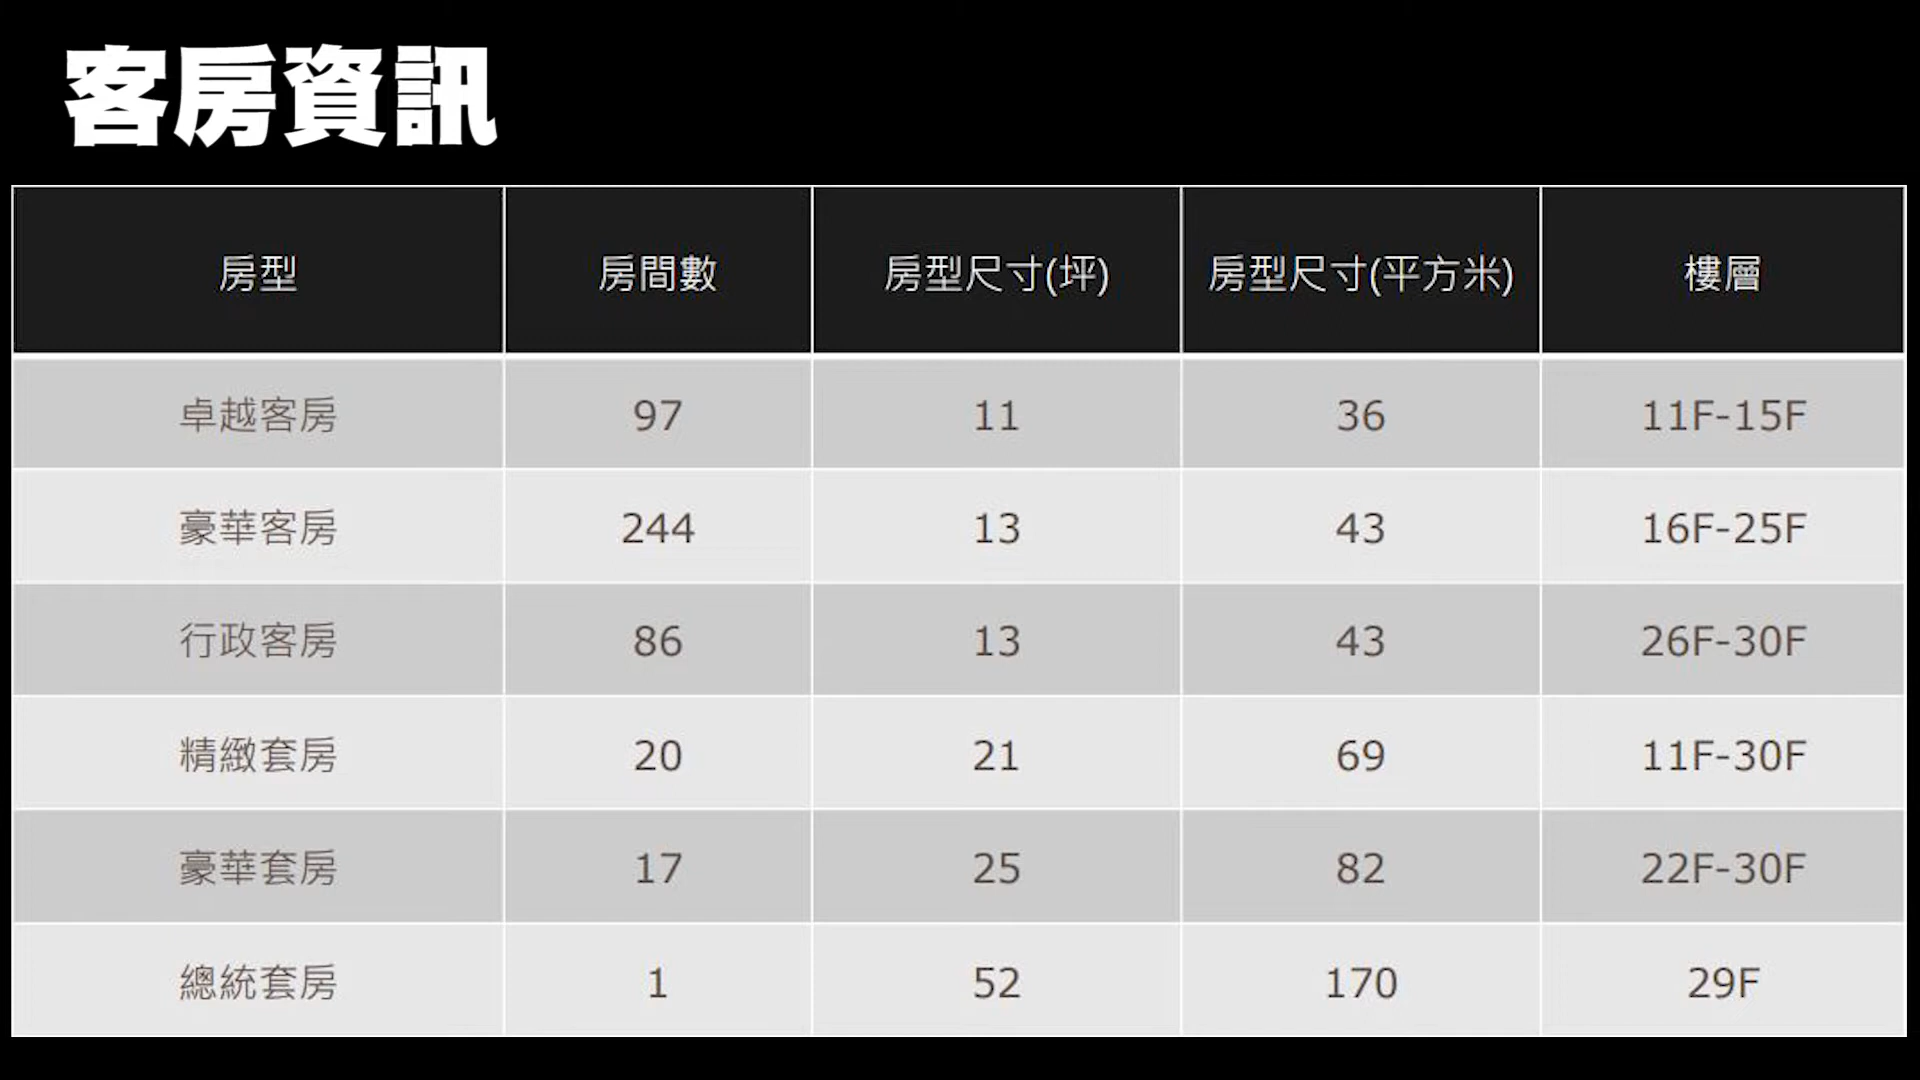 客房資訊
房型 房間數 房型尺寸(坪) 房型尺寸(平方米) 樓層
卓越客房 97 11 36 11F-15F
豪華客房 244 13 43 16F-25F
行政客房 86 13 43 26F-30F
精緻套房 20 21 69 11F-30F
豪華套房 17 25 82 22F-30F
總統套房 1 52 170 29F